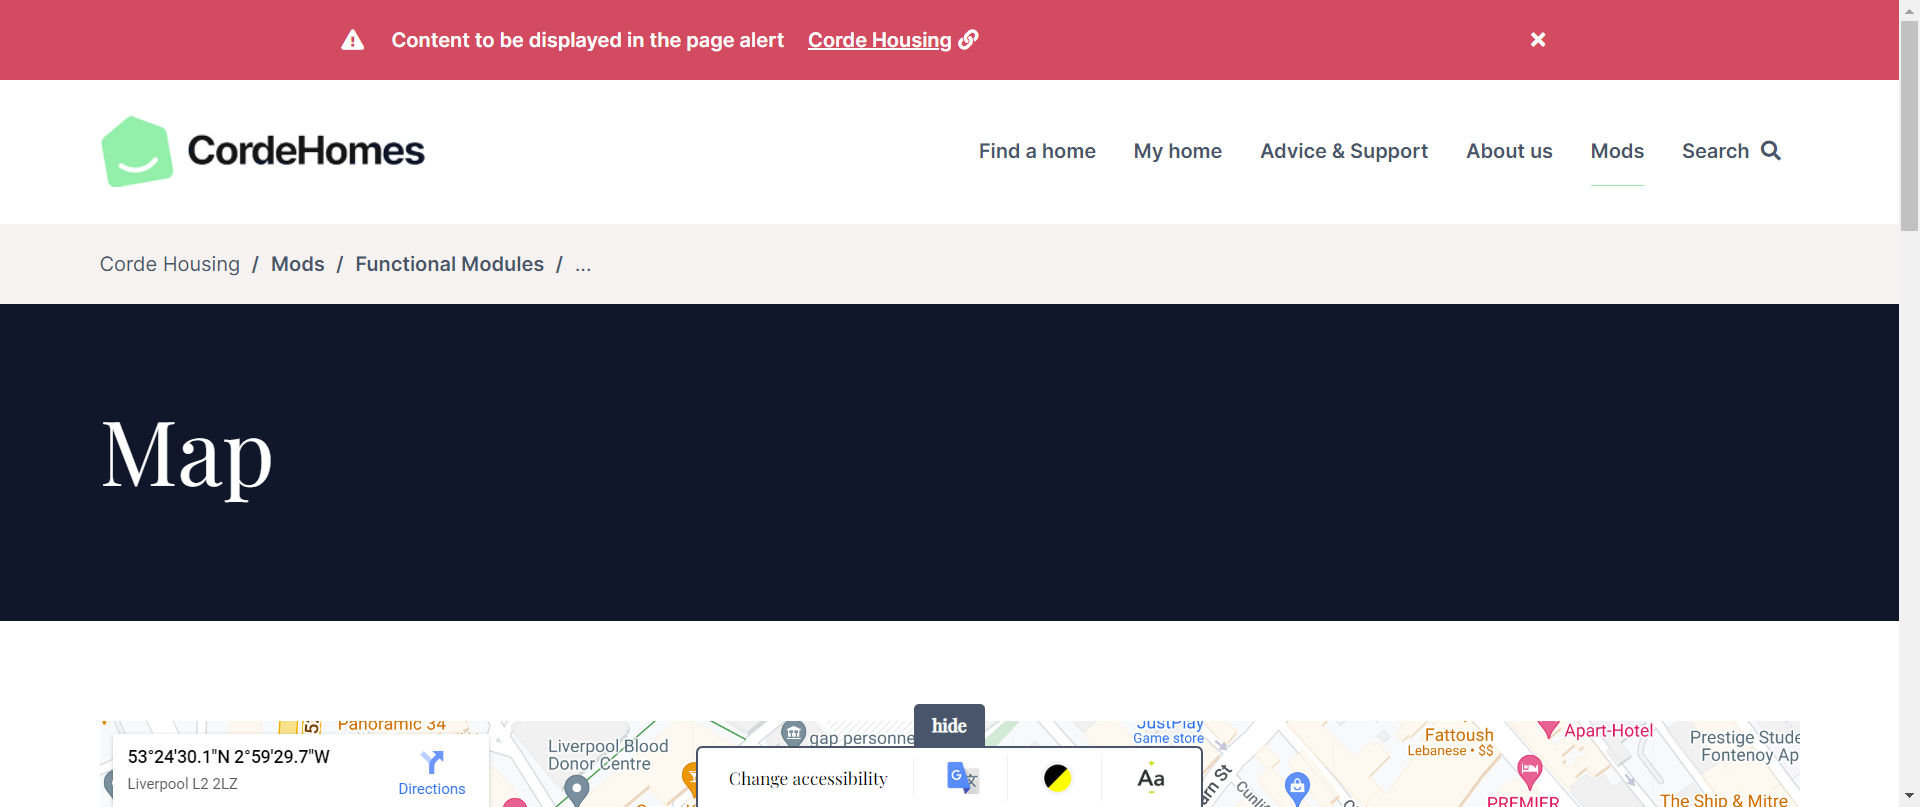 Content to be displayed in the page alert Corde Housing
CordeHomes
Find a home My home Advice & Support About us Mods Search
Corde Housing / Mods / Functional Modules / ...
Map
hide
Change accessibility
Aa
53°24'30.1"N 2°59'29.7"W
Liverpool L2 2LZ
Directions
Panoramic 34
Liverpool Blood
Donor Centre
gap personne
JustPlay
Game store
Fattoush
Lebanese • $$
Apart-Hotel
Prestige Stude
Fontenoy Ap
PREMIER
The Ship & Mitre